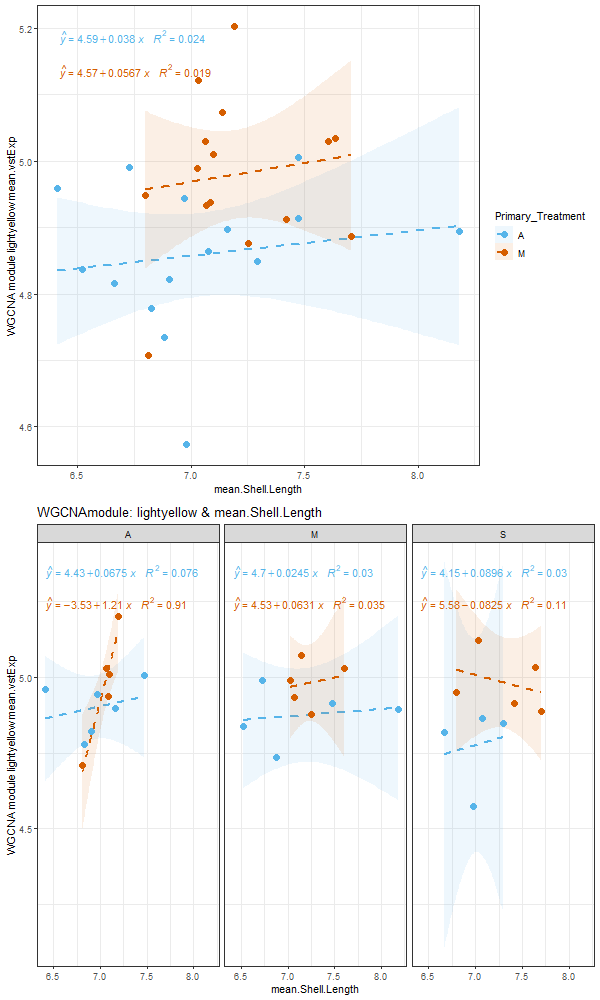 5.2
5.0
4.8
4.6
WGCNA module lightyellowmean.vstExp
ŷ = 4.59 + 0.038 x R² = 0.024
ŷ = 4.57 + 0.0567 x R² = 0.019
6.5 7.0 7.5 8.0
mean.Shell.Length
Primary_Treatment
A
M
WGCNAmodule: lightyellow & mean.Shell.Length
A M S
ŷ = 4.43 + 0.0675 x R² = 0.076
ŷ = −3.53 + 1.21 x R² = 0.91
ŷ = 4.7 + 0.0245 x R² = 0.03
ŷ = 4.53 + 0.0631 x R² = 0.035
ŷ = 4.15 + 0.0896 x R² = 0.03
ŷ = 5.58 − 0.0825 x R² = 0.11
5.0
4.5
WGCNA module lightyellowmean.vstExp
6.5 7.0 7.5 8.0 6.5 7.0 7.5 8.0 6.5 7.0 7.5 8.0
mean.Shell.Length